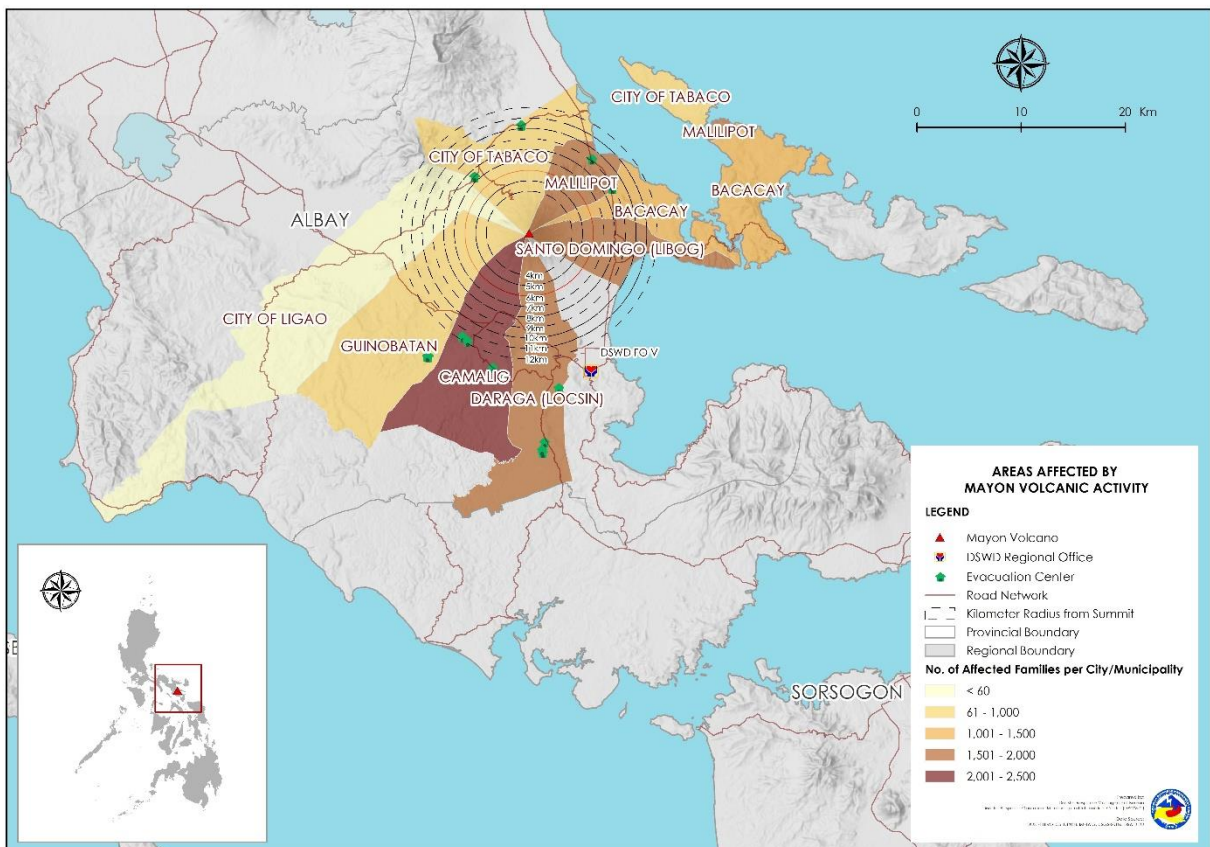 CITY OF TABACO
MALILIPOT
BACACAY
0 10 20 Km
CITY OF TABACO
MALILIPOT
BACACAY
ALBAY
SANTO DOMINGO (LIBOG)
4km
5km
6km
7km
8km
9km
10km
11km
12km
CITY OF LIGAO
GUINOBATAN
CAMALIG
DARAGA (LOCSIN)
DSWD FO V
SORSOGON
AREAS AFFECTED BY
MAYON VOLCANIC ACTIVITY
LEGEND
Mayon Volcano
DSWD Regional Office
Evacuation Center
Road Network
Kilometer Radius from Summit
Provincial Boundary
Regional Boundary
No. of Affected Families per City/Municipality
< 60
61 - 1,000
1,001 - 1,500
1,501 - 2,000
2,001 - 2,500
Prepared by:
Data Source: